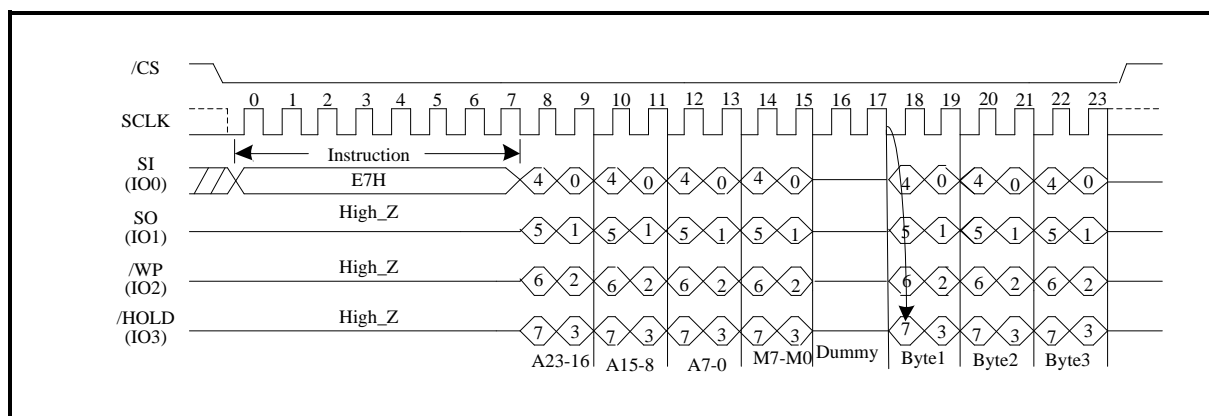 /CS
0 1 2 3 4 5 6 7 8 9 10 11 12 13 14 15 16 17 18 19 20 21 22 23
SCLK
Instruction
SI
(IO0)
E7H
4 0 4 0 4 0 4 0 4 0 4 0 4 0
High_Z
SO
(IO1)
5 1 5 1 5 1 5 1 5 1 5 1 5 1
High_Z
/WP
(IO2)
6 2 6 2 6 2 6 2 6 2 6 2 6 2
High_Z
/HOLD
(IO3)
7 3 7 3 7 3 7 3 7 3 7 3 7 3
A23-16 A15-8 A7-0 M7-M0 Dummy Byte1 Byte2 Byte3